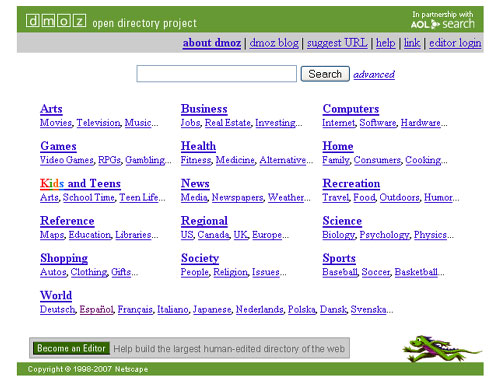 dmoz open directory project
In partnership with
AOL search
about dmoz | dmoz blog | suggest URL | help | link | editor login
Search advanced
Arts Business Computers
Movies, Television, Music... Jobs, Real Estate, Investing... Internet, Software, Hardware...
Games Health Home
Video Games, RPGs, Gambling... Fitness, Medicine, Alternative... Family, Consumers, Cooking...
Kids and Teens News Recreation
Arts, School Time, Teen Life... Media, Newspapers, Weather... Travel, Food, Outdoors, Humor...
Reference Regional Science
Maps, Education, Libraries... US, Canada, UK, Europe... Biology, Psychology, Physics...
Shopping Society Sports
Autos, Clothing, Gifts... People, Religion, Issues... Baseball, Soccer, Basketball...
World
Deutsch, Español, Français, Italiano, Japanese, Nederlands, Polska, Dansk, Svenska...
Become an Editor Help build the largest human-edited directory of the web
Copyright © 1998-2007 Netscape